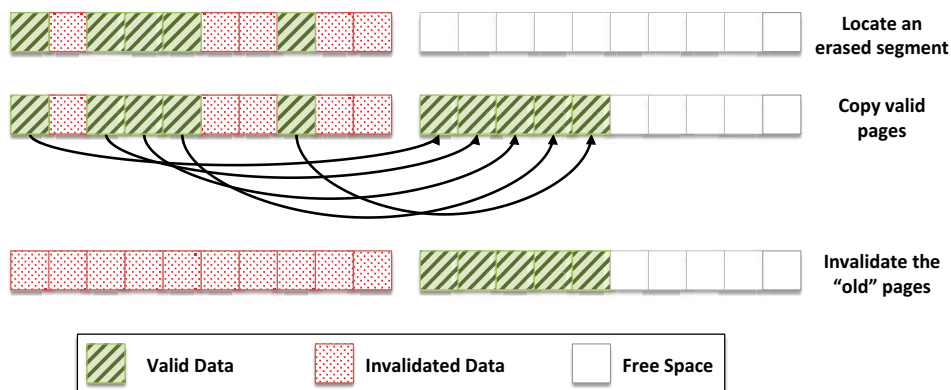 Locate an
erased segment
Copy valid
pages
Invalidate the
“old” pages
Valid Data
Invalidated Data
Free Space